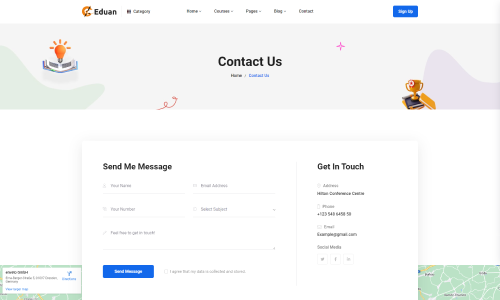 Eduan
Category
Home
Courses
Pages
Blog
Contact
Sign Up
Contact Us
Home / Contact Us
Send Me Message
Get In Touch
Your Name
Email Address
Your Number
Select Subject
Feel free to get in touch!
Send Message
I agree that my data is collected and stored.
Address
Hilton Conference Centre
Phone
+123 548 6458 50
Email
Example@gmail.com
Social Media
View larger map
Directions